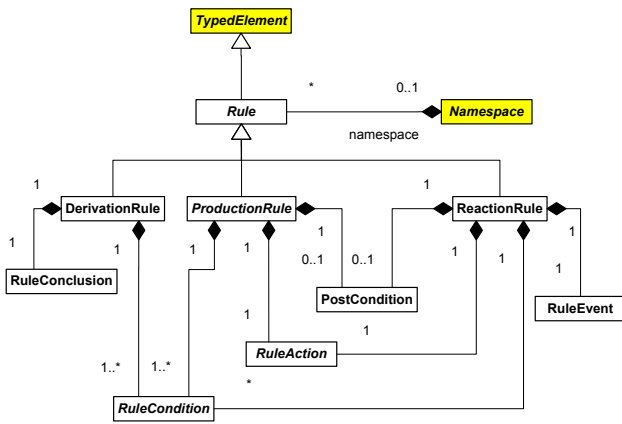 TypedElement
* 0..1
Rule Namespace
namespace
1 1
DerivationRule ProductionRule ReactionRule
1 1 1 1 1 1 1 1
RuleConclusion
0..1 0..1
PostCondition
1
RuleEvent
1 1
RuleAction
1..* 1..* *
RuleCondition